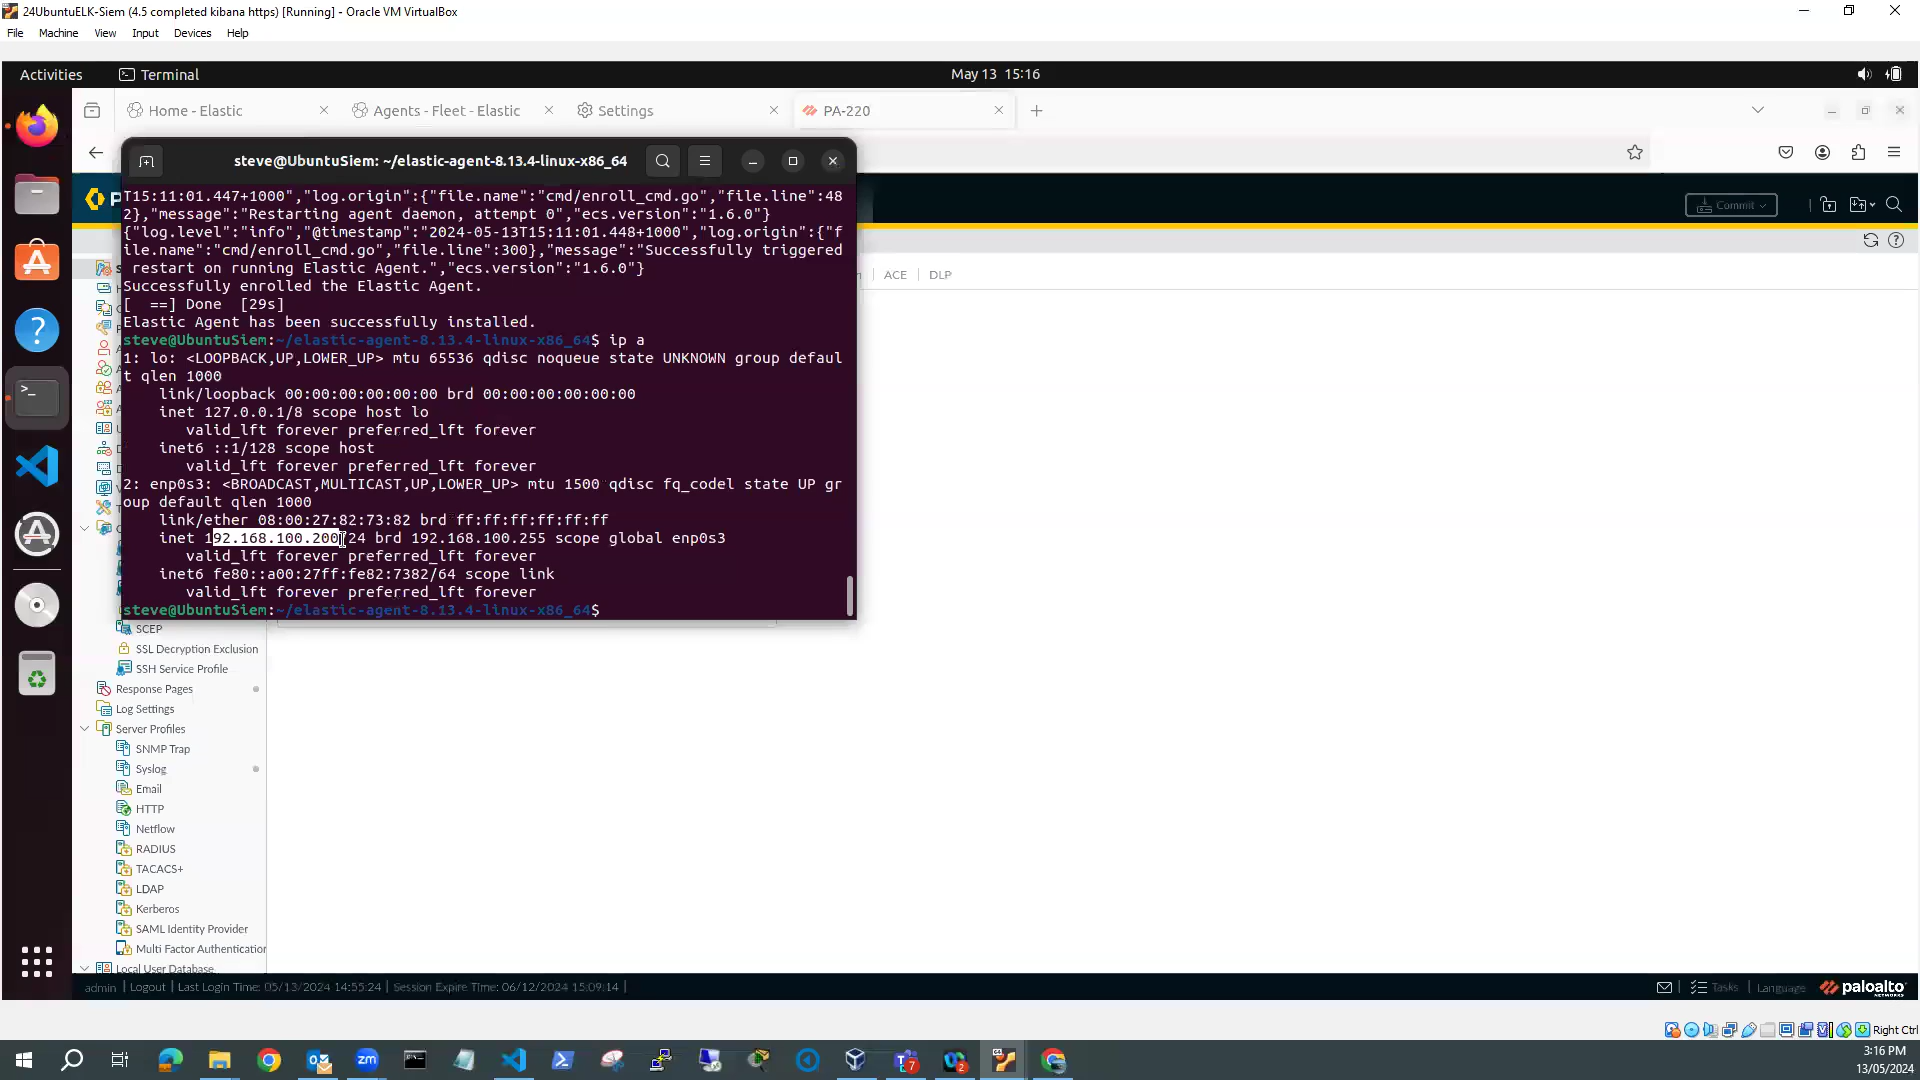 24UbuntuELK-Siem (4.5 completed kibana https) [Running] - Oracle VM VirtualBox
File Machine View Input Devices Help
Activities Terminal May 13 15:16
Home - Elastic Agents - Fleet - Elastic Settings PA-220
steve@UbuntuSiem: ~/elastic-agent-8.13.4-linux-x86_64
Commit
ACE DLP
T15:11:01.447+1000","log.origin":{"file.name":"cmd/enroll_cmd.go","file.line":48
2},"message":"Restarting agent daemon, attempt 0","ecs.version":"1.6.0"}
{"log.level":"info","@timestamp":"2024-05-13T15:11:01.448+1000","log.origin":{"f
ile.name":"cmd/enroll_cmd.go","file.line":300},"message":"Successfully triggered
 restart on running Elastic Agent.","ecs.version":"1.6.0"}
Successfully enrolled the Elastic Agent.
[  ==] Done  [29s]
Elastic Agent has been successfully installed.
steve@UbuntuSiem:~/elastic-agent-8.13.4-linux-x86_64$ ip a
1: lo: <LOOPBACK,UP,LOWER_UP> mtu 65536 qdisc noqueue state UNKNOWN group defaul
t qlen 1000
    link/loopback 00:00:00:00:00:00 brd 00:00:00:00:00:00
    inet 127.0.0.1/8 scope host lo
       valid_lft forever preferred_lft forever
    inet6 ::1/128 scope host
       valid_lft forever preferred_lft forever
2: enp0s3: <BROADCAST,MULTICAST,UP,LOWER_UP> mtu 1500 qdisc fq_codel state UP gr
oup default qlen 1000
    link/ether 08:00:27:82:73:82 brd ff:ff:ff:ff:ff:ff
    inet 192.168.100.200/24 brd 192.168.100.255 scope global enp0s3
       valid_lft forever preferred_lft forever
    inet6 fe80::a00:27ff:fe82:7382/64 scope link
       valid_lft forever preferred_lft forever
steve@UbuntuSiem:~/elastic-agent-8.13.4-linux-x86_64$
SCEP
SSL Decryption Exclusion
SSH Service Profile
Response Pages
Log Settings
Server Profiles
SNMP Trap
Syslog
Email
HTTP
Netflow
RADIUS
TACACS+
LDAP
Kerberos
SAML Identity Provider
Multi Factor Authentication
Local User Database
admin | Logout | Last Login Time: 05/13/2024 14:55:24 | Session Expire Time: 06/12/2024 15:09:14 |
Tasks | Language paloalto NETWORKS
Right Ctrl
3:16 PM
13/05/2024